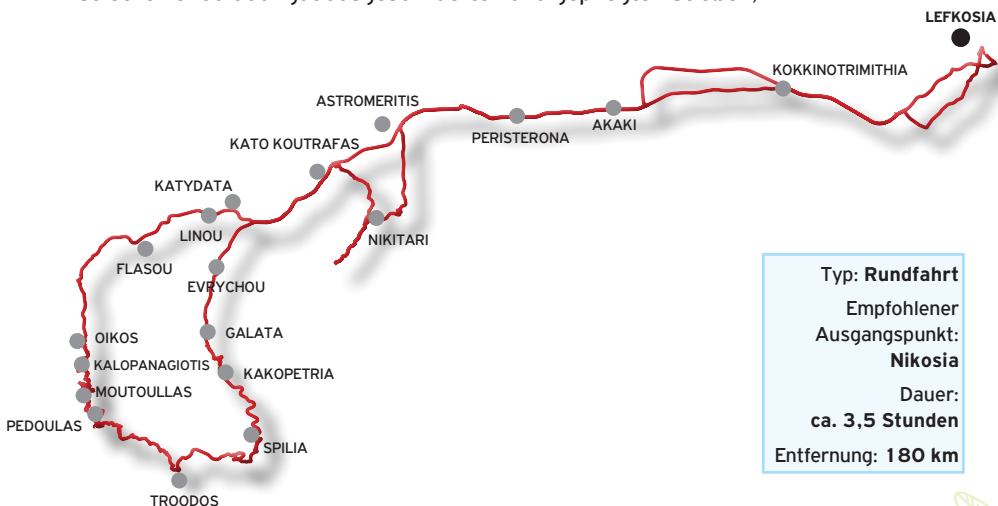 LEFKOSIA
KOKKINOTRIMITHIA
ASTROMERITIS
AKAKI
PERISTERONA
KATO KOUTRAFAS
KATYDATA
LINOU
NIKITARI
FLASOU
EVRYCHOU
GALATA
OIKOS
KALOPANAGIOTIS
KAKOPETRIA
MOUTOULLAS
PEDOULAS
SPILIA
TROODOS
Typ: Rundfahrt
Empfohlener
Ausgangspunkt:
Nikosia
Dauer:
ca. 3,5 Stunden
Entfernung: 180 km